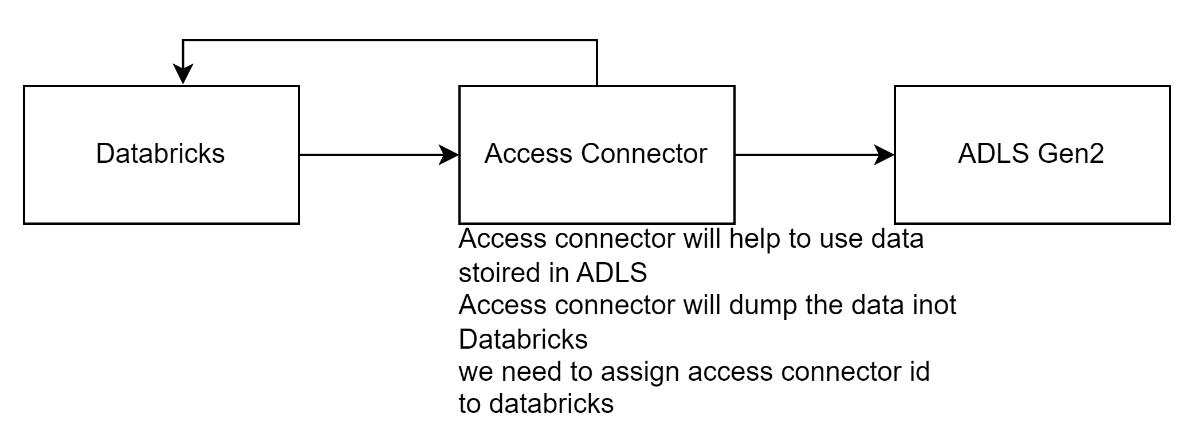 Databricks
Access Connector
ADLS Gen2
Access connector will help to use data
stoired in ADLS
Access connector will dump the data inot
Databricks
we need to assign access connector id
to databricks